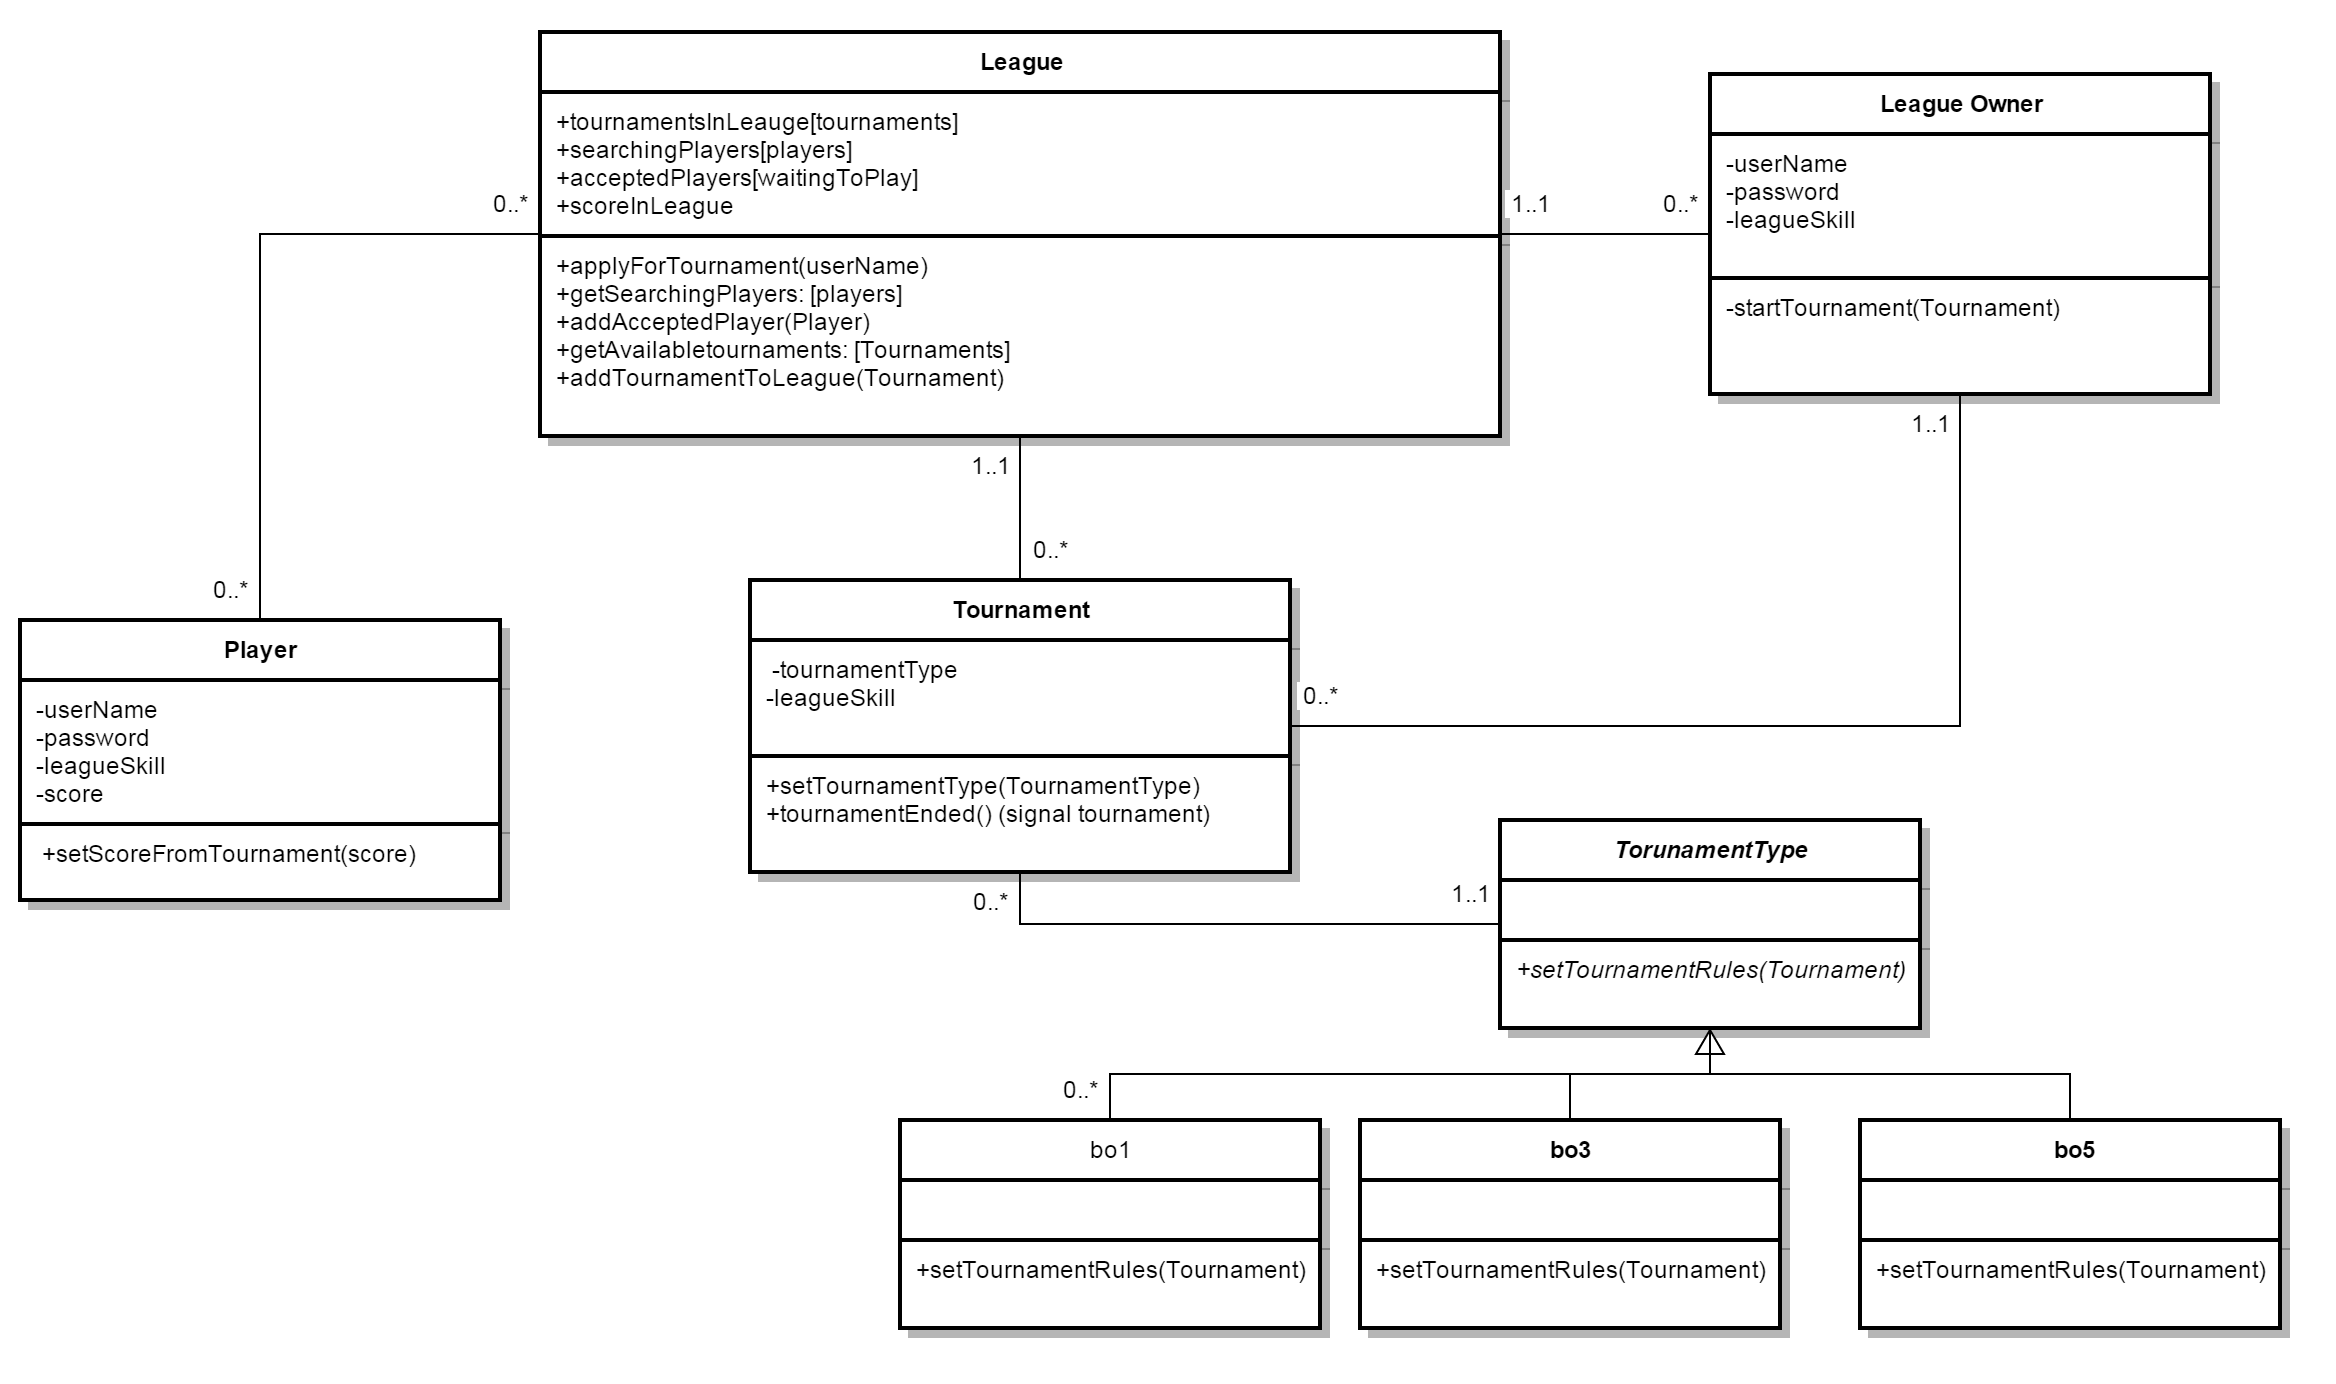 League
+tournamentsInLeauge[tournaments]
+searchingPlayers[players]
+acceptedPlayers[waitingToPlay]
+scoreInLeague
+applyForTournament(userName)
+getSearchingPlayers: [players]
+addAcceptedPlayer(Player)
+getAvailabletournaments: [Tournaments]
+addTournamentToLeague(Tournament)
League Owner
-userName
-password
-leagueSkill
-startTournament(Tournament)
0..*
1..1
0..*
1..1
1..1
0..*
0..*
Player
-userName
-password
-leagueSkill
-score
+setScoreFromTournament(score)
Tournament
-tournamentType
-leagueSkill
+setTournamentType(TournamentType)
+tournamentEnded() (signal tournament)
0..*
0..*
1..1
TorunamentType
+setTournamentRules(Tournament)
0..*
bo1
+setTournamentRules(Tournament)
bo3
+setTournamentRules(Tournament)
bo5
+setTournamentRules(Tournament)